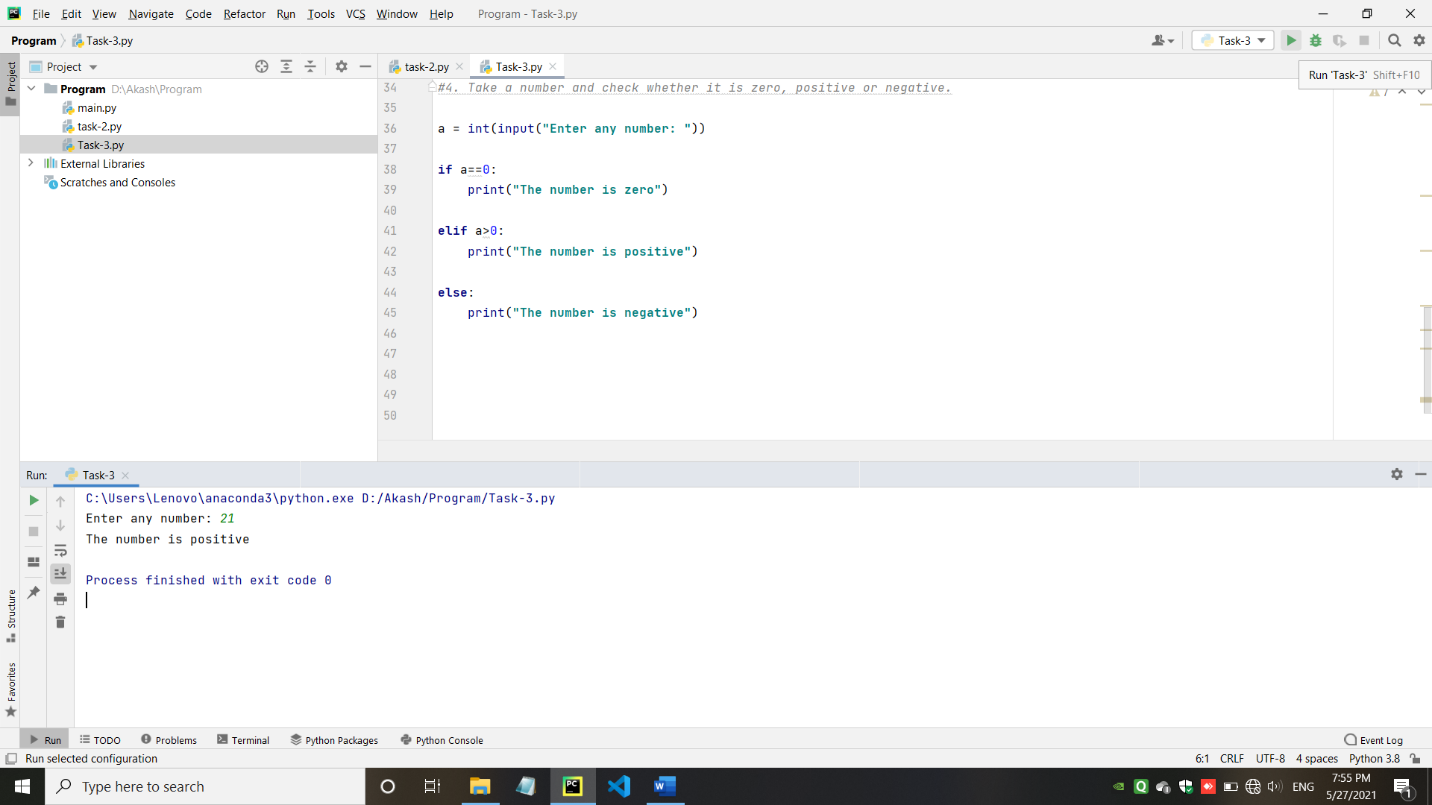 File Edit View Navigate Code Refactor Run Tools VCS Window Help Program - Task-3.py
Program Task-3.py Task-3
Project task-2.py Task-3.py
Run 'Task-3' Shift+F10
Program D:\Akash\Program
main.py
task-2.py
Task-3.py
External Libraries
Scratches and Consoles
Project
34 #4. Take a number and check whether it is zero, positive or negative.
35
36 a = int(input("Enter any number: "))
37
38 if a==0:
39 print("The number is zero")
40
41 elif a>0:
42 print("The number is positive")
43
44 else:
45 print("The number is negative")
46
47
48
49
50
Run: Task-3
C:\Users\Lenovo\anaconda3\python.exe D:/Akash/Program/Task-3.py
Enter any number: 21
The number is positive
Process finished with exit code 0
Structure
Favorites
Run TODO Problems Terminal Python Packages Python Console Event Log
Run selected configuration 6:1 CRLF UTF-8 4 spaces Python 3.8
Type here to search ENG 7:55 PM
5/27/2021 1